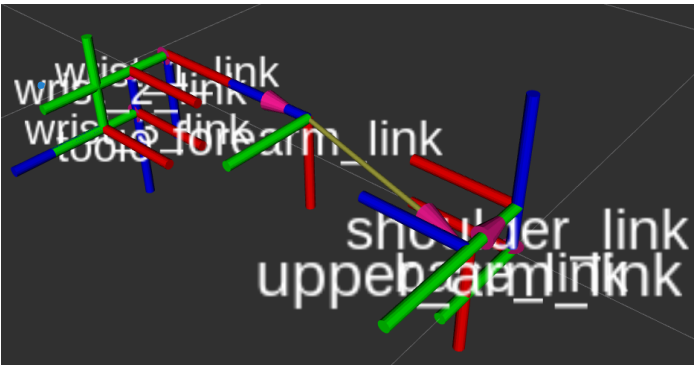 wrist_1_link
wrist_2_link
wrist_3_link
tool0
forearm_link
shoulder_link
upper_arm_link
base_link